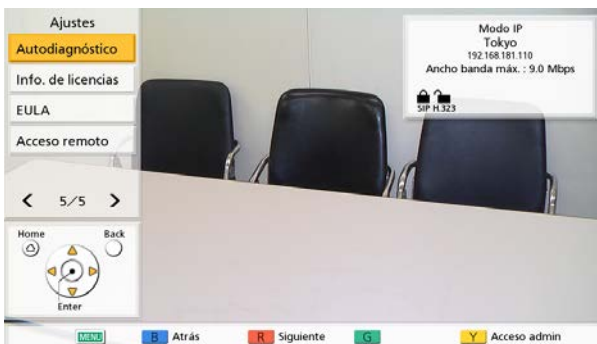 Ajustes
Autodiagnóstico
Info. de licencias
EULA
Acceso remoto
5/5
Home
Back
Enter
Modo IP
Tokyo
192.168.181.110
Ancho banda máx. : 9.0 Mbps
SIP H.323
MENU B Atrás R Siguiente G Y Acceso admin